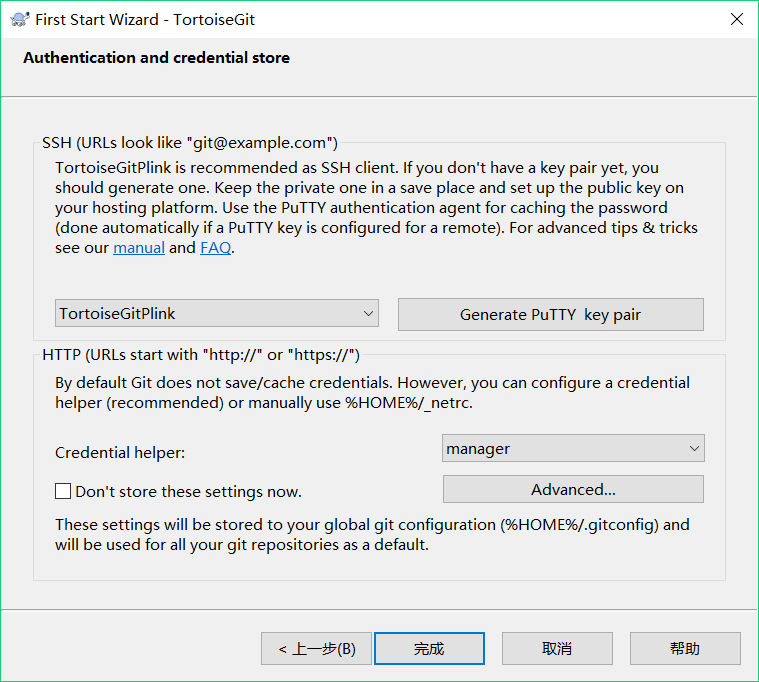 First Start Wizard - TortoiseGit
Authentication and credential store
SSH (URLs look like "git@example.com")
TortoiseGitPlink is recommended as SSH client. If you don't have a key pair yet, you
should generate one. Keep the private one in a save place and set up the public key on
your hosting platform. Use the PuTTY authentication agent for caching the password
(done automatically if a PuTTY key is configured for a remote). For advanced tips & tricks
see our manual and FAQ.
TortoiseGitPlink
Generate PuTTY key pair
HTTP (URLs start with "http://" or "https://")
By default Git does not save/cache credentials. However, you can configure a credential
helper (recommended) or manually use %HOME%/_netrc.
Credential helper:
manager
Don't store these settings now.
Advanced...
These settings will be stored to your global git configuration (%HOME%/.gitconfig) and
will be used for all your git repositories as a default.
< 上一步(B)
完成
取消
帮助